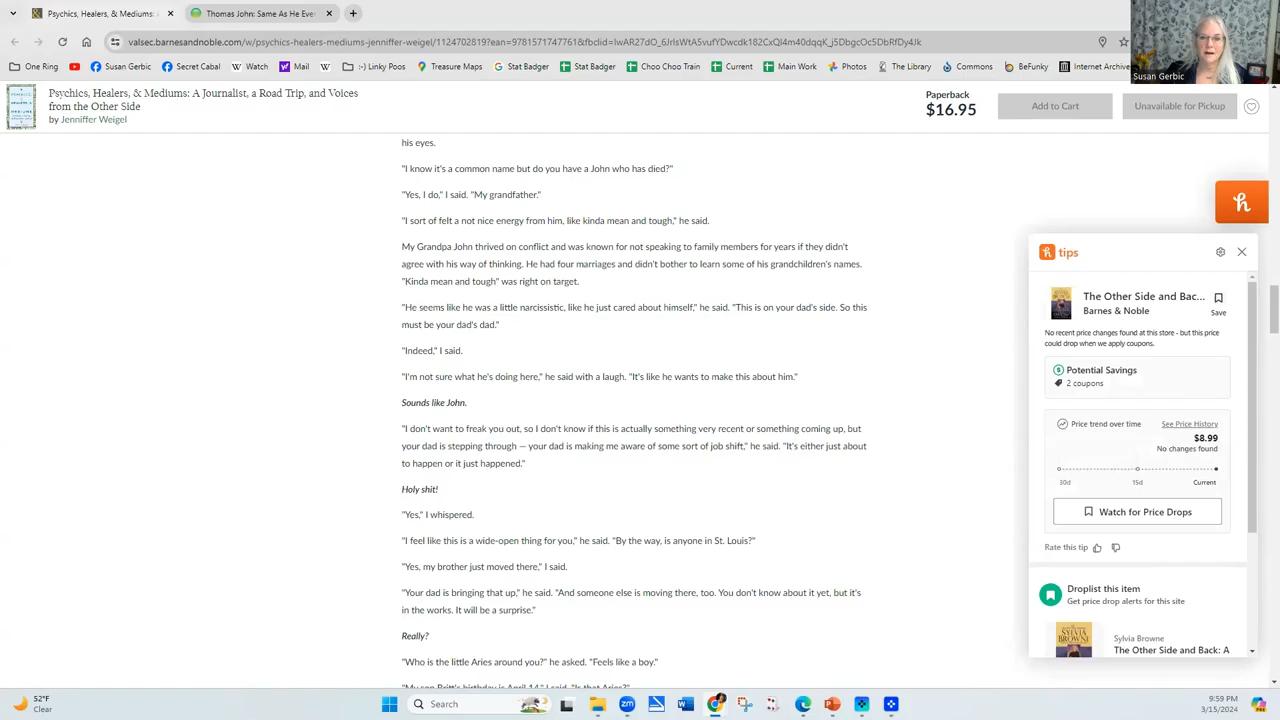 Psychics, Healers, & Mediums: A
Thomas John: Same As He Ever
valsec.barnesandnoble.com/w/psychics-healers-mediums-jenniffer-weigel/1124702819?ean=9781571747761&fbclid=IwAR27dO_6JrIsWtA5vufYDwcdk182CxQI4m40dqqK_j5DbgcOc5DbRfDy4Jk
One Ring
Susan Gerbic
Secret Cabal
Watch
Mail
:-) Linky Poos
Treasure Maps
Stat Badger
Stat Badger
Choo Choo Train
Current
Main Work
Photos
The Library
Commons
BeFunky
Internet Archive
Susan Gerbic
Psychics, Healers, & Mediums: A Journalist, a Road Trip, and Voices
from the Other Side
by Jenniffer Weigel
Paperback
$16.95
Add to Cart
Unavailable for Pickup
his eyes.
"I know it's a common name but do you have a John who has died?"
"Yes, I do," I said. "My grandfather."
"I sort of felt a not nice energy from him, like kinda mean and tough," he said.
My Grandpa John thrived on conflict and was known for not speaking to family members for years if they didn't
agree with his way of thinking. He had four marriages and didn't bother to learn some of his grandchildren's names.
"Kinda mean and tough" was right on target.
"He seems like he was a little narcissistic, like he just cared about himself," he said. "This is on your dad's side. So this
must be your dad's dad."
"Indeed," I said.
"I'm not sure what he's doing here," he said with a laugh. "It's like he wants to make this about him."
Sounds like John.
"I don't want to freak you out, so I don't know if this is actually something very recent or something coming up, but
your dad is stepping through — your dad is making me aware of some sort of job shift," he said. "It's either just about
to happen or it just happened."
Holy shit!
"Yes," I whispered.
"I feel like this is a wide-open thing for you," he said. "By the way, is anyone in St. Louis?"
"Yes, my brother just moved there," I said.
"Your dad is bringing that up," he said. "And someone else is moving there, too. You don't know about it yet, but it's
in the works. It will be a surprise."
Really?
"Who is the little Aries around you?" he asked. "Feels like a boy."
"My son Britt's birthday is April 14," I said. "Is that Aries?"
h
h tips
The Other Side and Bac...
Barnes & Noble
Save
No recent price changes found at this store - but this price
could drop when we apply coupons.
Potential Savings
2 coupons
Price trend over time
See Price History
$8.99
No changes found
30d
15d
Current
Watch for Price Drops
Rate this tip
Droplist this item
Get price drop alerts for this site
SYLVIA
BROWNE
Sylvia Browne
The Other Side and Back: A
52°F
Clear
Search
9:59 PM
3/15/2024